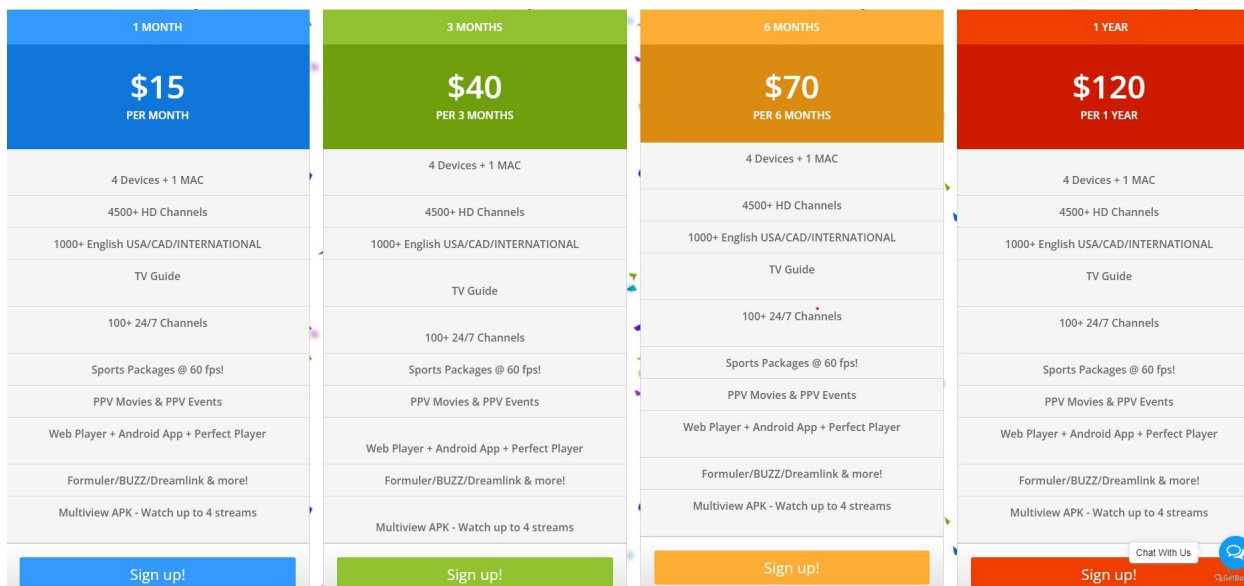 1 MONTH
$15
PER MONTH
4 Devices + 1 MAC
4500+ HD Channels
1000+ English USA/CAD/INTERNATIONAL
TV Guide
100+ 24/7 Channels
Sports Packages @ 60 fps!
PPV Movies & PPV Events
Web Player + Android App + Perfect Player
Formuler/BUZZ/Dreamlink & more!
Multiview APK - Watch up to 4 streams
Sign up!
3 MONTHS
$40
PER 3 MONTHS
4 Devices + 1 MAC
4500+ HD Channels
1000+ English USA/CAD/INTERNATIONAL
TV Guide
100+ 24/7 Channels
Sports Packages @ 60 fps!
PPV Movies & PPV Events
Web Player + Android App + Perfect Player
Formuler/BUZZ/Dreamlink & more!
Multiview APK - Watch up to 4 streams
Sign up!
6 MONTHS
$70
PER 6 MONTHS
4 Devices + 1 MAC
4500+ HD Channels
1000+ English USA/CAD/INTERNATIONAL
TV Guide
100+ 24/7 Channels
Sports Packages @ 60 fps!
PPV Movies & PPV Events
Web Player + Android App + Perfect Player
Formuler/BUZZ/Dreamlink & more!
Multiview APK - Watch up to 4 streams
Sign up!
1 YEAR
$120
PER 1 YEAR
4 Devices + 1 MAC
4500+ HD Channels
1000+ English USA/CAD/INTERNATIONAL
TV Guide
100+ 24/7 Channels
Sports Packages @ 60 fps!
PPV Movies & PPV Events
Web Player + Android App + Perfect Player
Formuler/BUZZ/Dreamlink & more!
Multiview APK - Watch up to 4 streams
Chat With Us
Sign up!